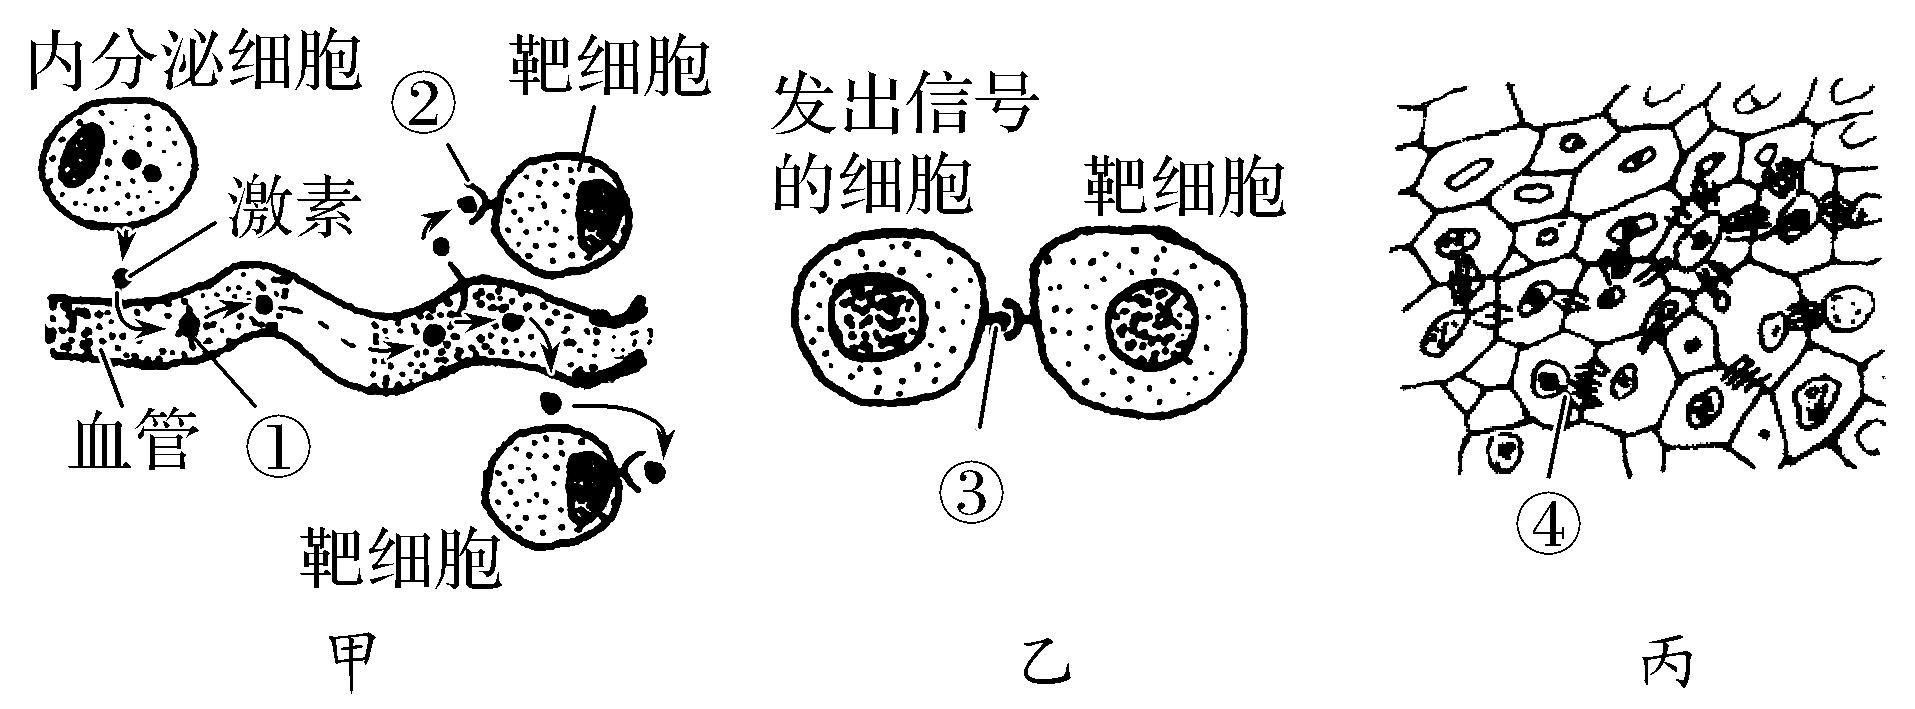 内分泌细胞
②
靶细胞
激素
血管
①
靶细胞
甲
发出信号
的细胞
靶细胞
③
乙
④
丙